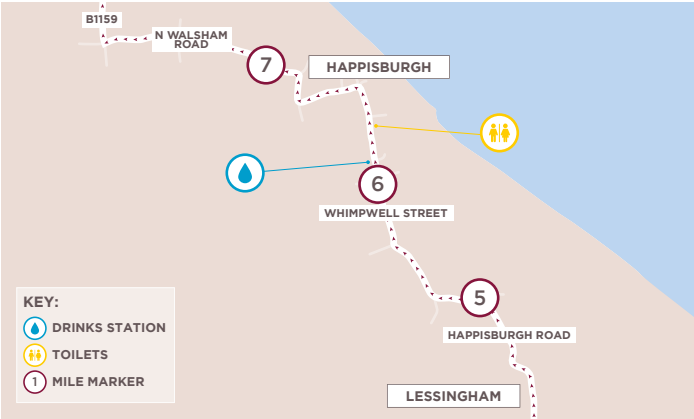 B1159
N WALSHAM
ROAD
7
HAPPISBURGH
6
WHIMPWELL STREET
5
HAPPISBURGH ROAD
LESSINGHAM
KEY:
DRINKS STATION
TOILETS
1 MILE MARKER